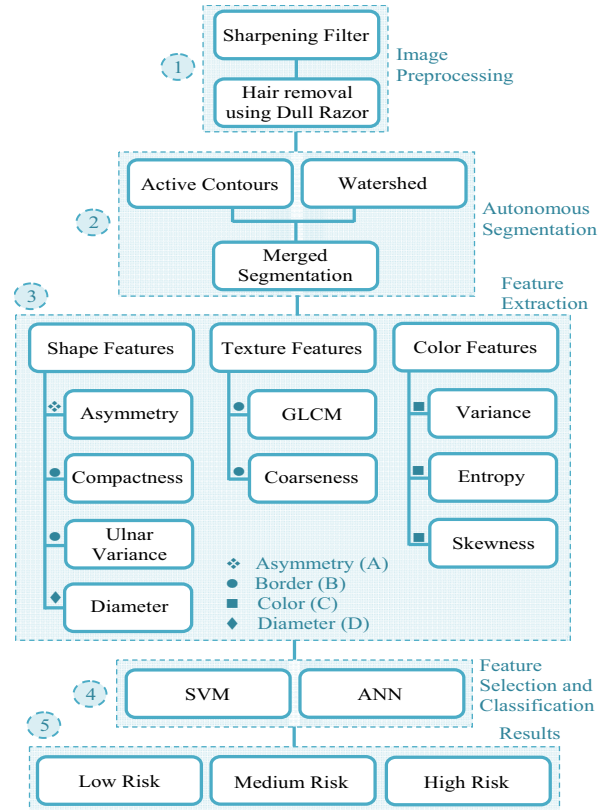 Sharpening Filter
1
Image
Preprocessing
Hair removal
using Dull Razor
Active Contours
Watershed
2
Autonomous
Segmentation
Merged
Segmentation
3
Feature
Extraction
Shape Features
Texture Features
Color Features
Asymmetry
GLCM
Variance
Compactness
Coarseness
Entropy
Ulnar
Variance
Skewness
Diameter
Asymmetry (A)
Border (B)
Color (C)
Diameter (D)
4
SVM
ANN
Feature
Selection and
Classification
5
Results
Low Risk
Medium Risk
High Risk